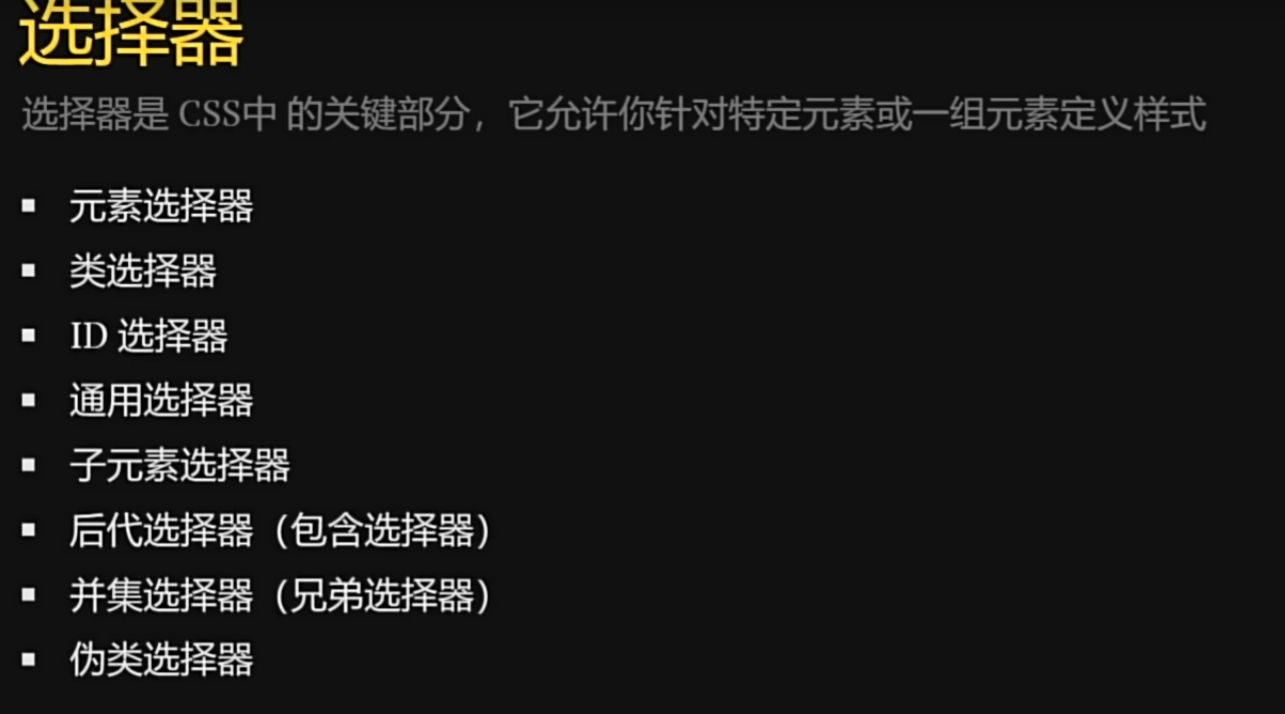 选择器
选择器是 CSS中 的关键部分，它允许你针对特定元素或一组元素定义样式
▪ 元素选择器
▪ 类选择器
▪ ID 选择器
▪ 通用选择器
▪ 子元素选择器
▪ 后代选择器（包含选择器）
▪ 并集选择器（兄弟选择器）
▪ 伪类选择器